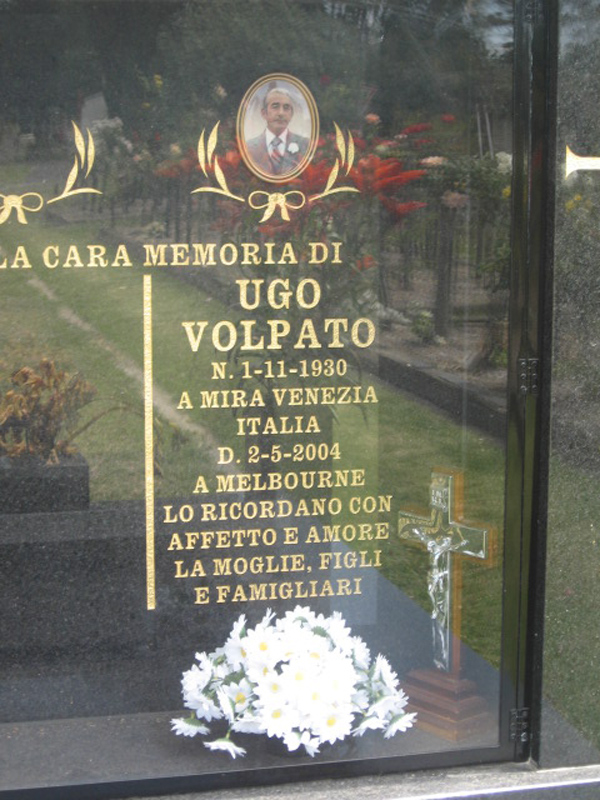 LA CARA MEMORIA DI
UGO
VOLPATO
N. 1-11-1930
A MIRA VENEZIA
ITALIA
D. 2-5-2004
A MELBOURNE
LO RICORDANO CON
AFFETTO E AMORE
LA MOGLIE, FIGLI
E FAMIGLIARI